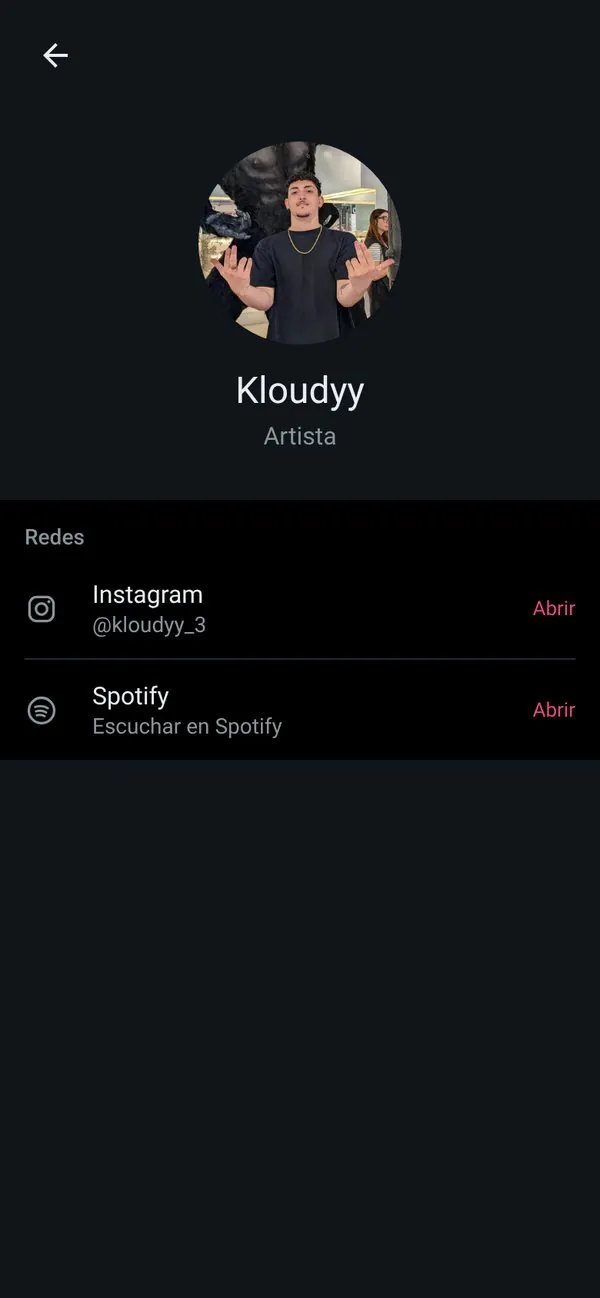 Kloudyy
Artista
Redes
Instagram
@kloudyy_3
Abrir
Spotify
Escuchar en Spotify
Abrir